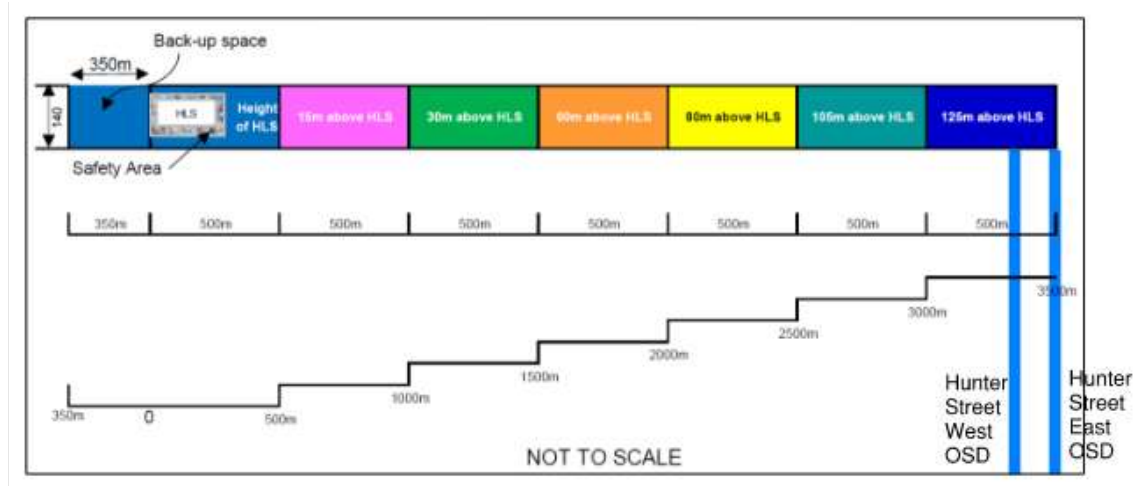 Back-up space
350m
140
HLS
Height
of HLS
15m above HLS
30m above HLS
60m above HLS
80m above HLS
105m above HLS
125m above HLS
Safety Area
350m
500m
500m
500m
500m
500m
500m
500m
3500m
3000m
2500m
2000m
1500m
1000m
350m
0
500m
Hunter
Street
West
OSD
Hunter
Street
East
OSD
NOT TO SCALE